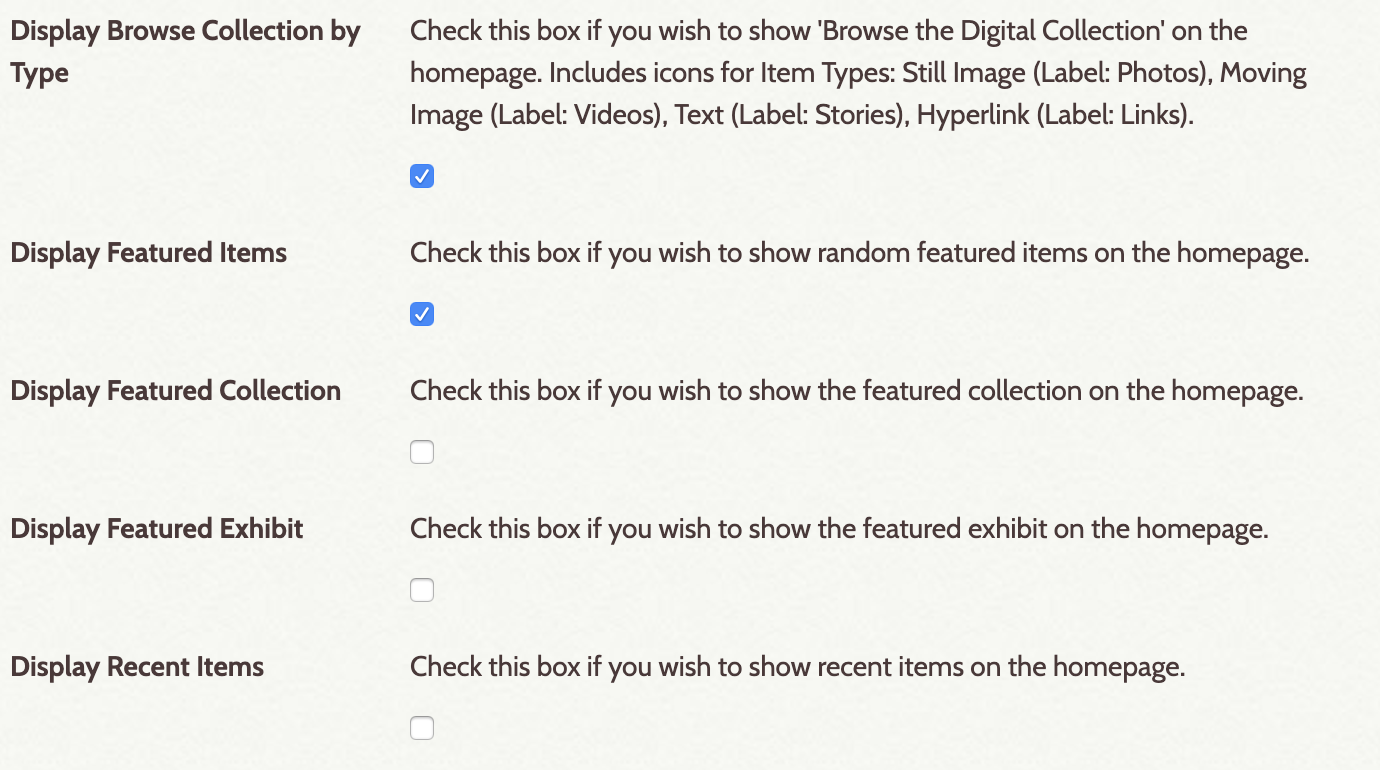 Display Browse Collection by
Type
Check this box if you wish to show 'Browse the Digital Collection' on the
homepage. Includes icons for Item Types: Still Image (Label: Photos), Moving
Image (Label: Videos), Text (Label: Stories), Hyperlink (Label: Links).
Display Featured Items
Check this box if you wish to show random featured items on the homepage.
Display Featured Collection
Check this box if you wish to show the featured collection on the homepage.
Display Featured Exhibit
Check this box if you wish to show the featured exhibit on the homepage.
Display Recent Items
Check this box if you wish to show recent items on the homepage.